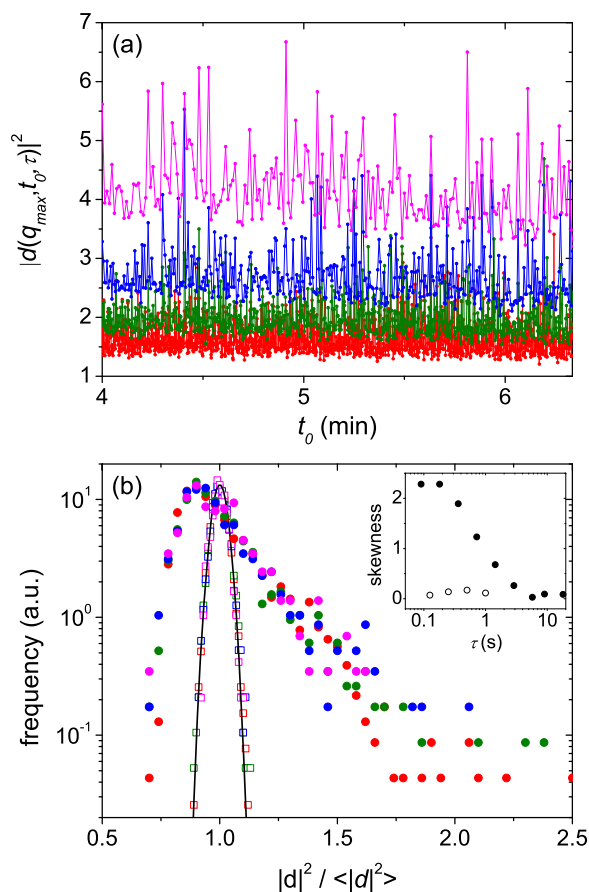 (a)
7
6
5
4
3
2
1
|d(q_max, t_0, τ)|^2
4 5 6
t_0 (min)
(b)
10^1
10^0
10^-1
frequency (a.u.)
2
1
0
skewness
0.1 1 10
τ (s)
0.5 1.0 1.5 2.0 2.5
|d|^2 / <|d|^2>